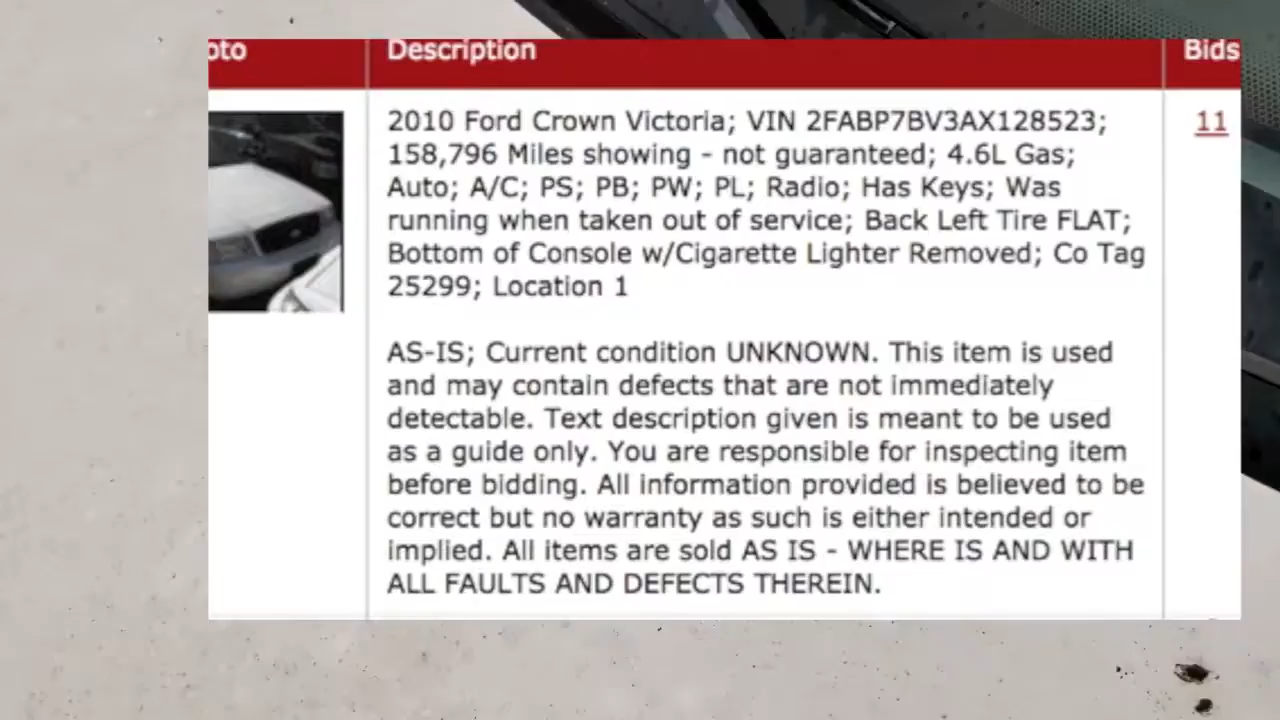 oto Description Bids
2010 Ford Crown Victoria; VIN 2FABP7BV3AX128523; 11
158,796 Miles showing - not guaranteed; 4.6L Gas;
Auto; A/C; PS; PB; PW; PL; Radio; Has Keys; Was
running when taken out of service; Back Left Tire FLAT;
Bottom of Console w/Cigarette Lighter Removed; Co Tag
25299; Location 1
AS-IS; Current condition UNKNOWN. This item is used
and may contain defects that are not immediately
detectable. Text description given is meant to be used
as a guide only. You are responsible for inspecting item
before bidding. All information provided is believed to be
correct but no warranty as such is either intended or
implied. All items are sold AS IS - WHERE IS AND WITH
ALL FAULTS AND DEFECTS THEREIN.